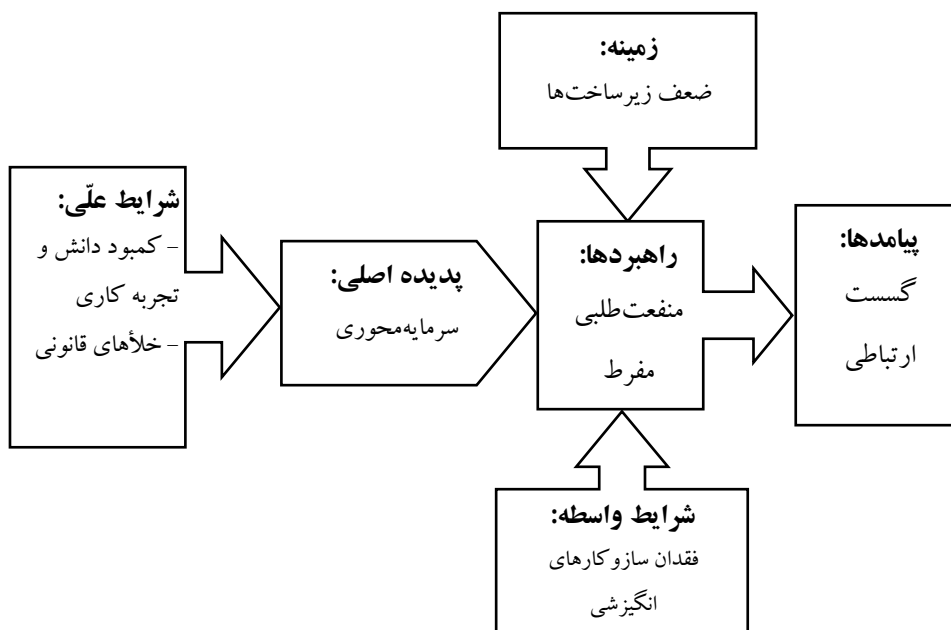 زمینه:
ضعف زیرساخت‌ها
شرایط علّی:
– کمبود دانش و
تجربه کاری
– خلأهای قانونی
پدیده اصلی:
سرمایه‌محوری
راهبردها:
منفعت‌طلبی
مفرط
پیامدها:
گسست
ارتباطی
شرایط واسطه:
فقدان سازوکارهای
انگیزشی